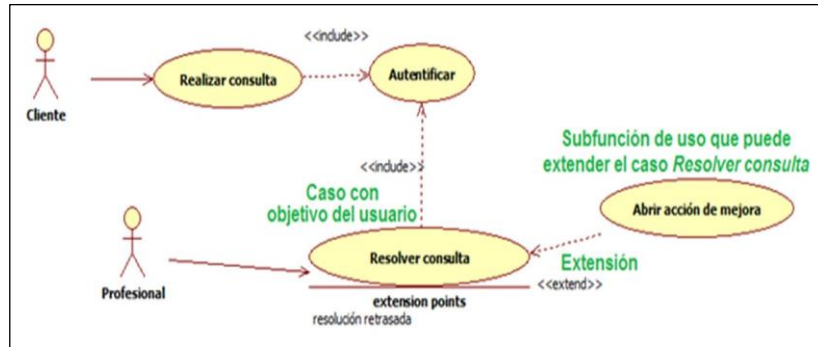 <<include>>
Realizar consulta
Autentificar
Cliente
Subfunción de uso que puede
extender el caso Resolver consulta
<<include>>
Caso con
objetivo del usuario
Abrir acción de mejora
Resolver consulta
Extensión
Profesional
<<extend>>
extension points
resolución retrasada